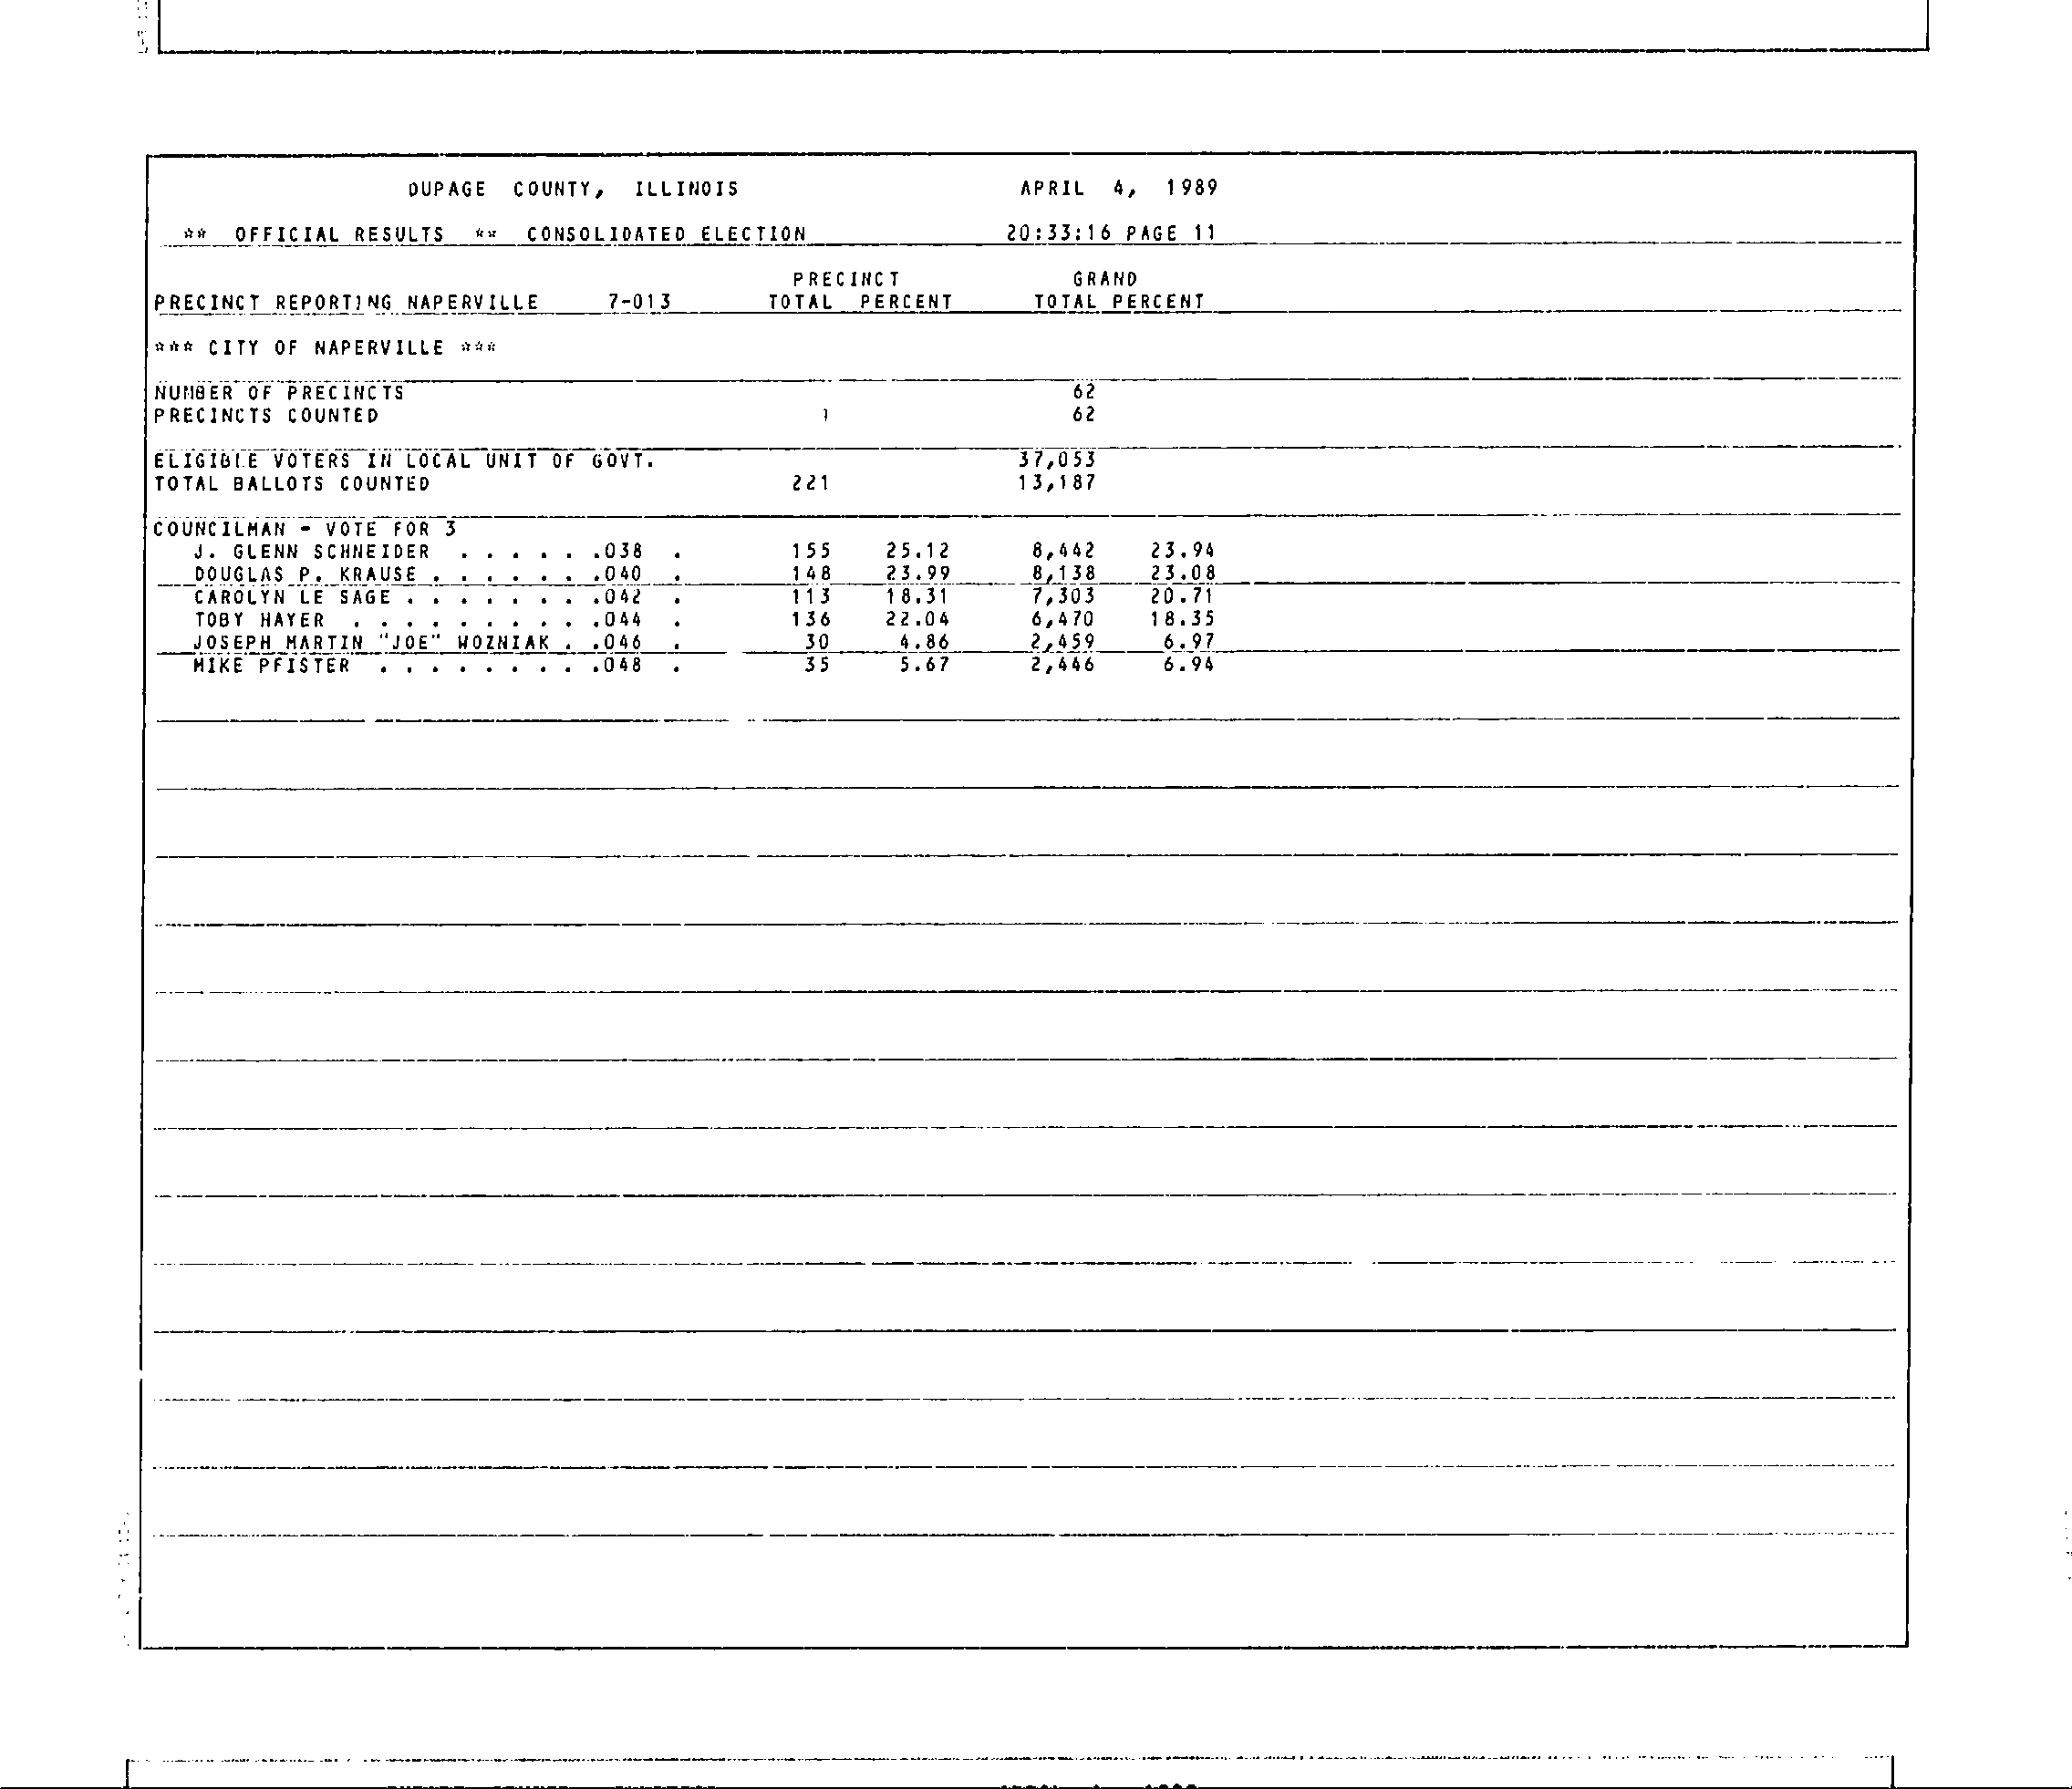 DUPAGE COUNTY, ILLINOIS APRIL 4, 1989
** OFFICIAL RESULTS ** CONSOLIDATED ELECTION 20:33:16 PAGE 11
PRECINCT GRAND
PRECINCT REPORTING NAPERVILLE 7-013 TOTAL PERCENT TOTAL PERCENT
*** CITY OF NAPERVILLE ***
NUMBER OF PRECINCTS 62
PRECINCTS COUNTED 1 62
ELIGIBLE VOTERS IN LOCAL UNIT OF GOVT. 37,053
TOTAL BALLOTS COUNTED 221 13,187
COUNCILMAN - VOTE FOR 3
J. GLENN SCHNEIDER . . . . . .038 . 155 25.12 8,442 23.94
DOUGLAS P. KRAUSE . . . . . . .040 . 148 23.99 8,138 23.08
CAROLYN LE SAGE . . . . . . . .042 . 113 18.31 7,303 20.71
TOBY HAYER . . . . . . . . . .044 . 136 22.04 6,470 18.35
JOSEPH MARTIN "JOE" WOZNIAK . .046 . 30 4.86 2,459 6.97
MIKE PFISTER . . . . . . . . .048 . 35 5.67 2,446 6.94